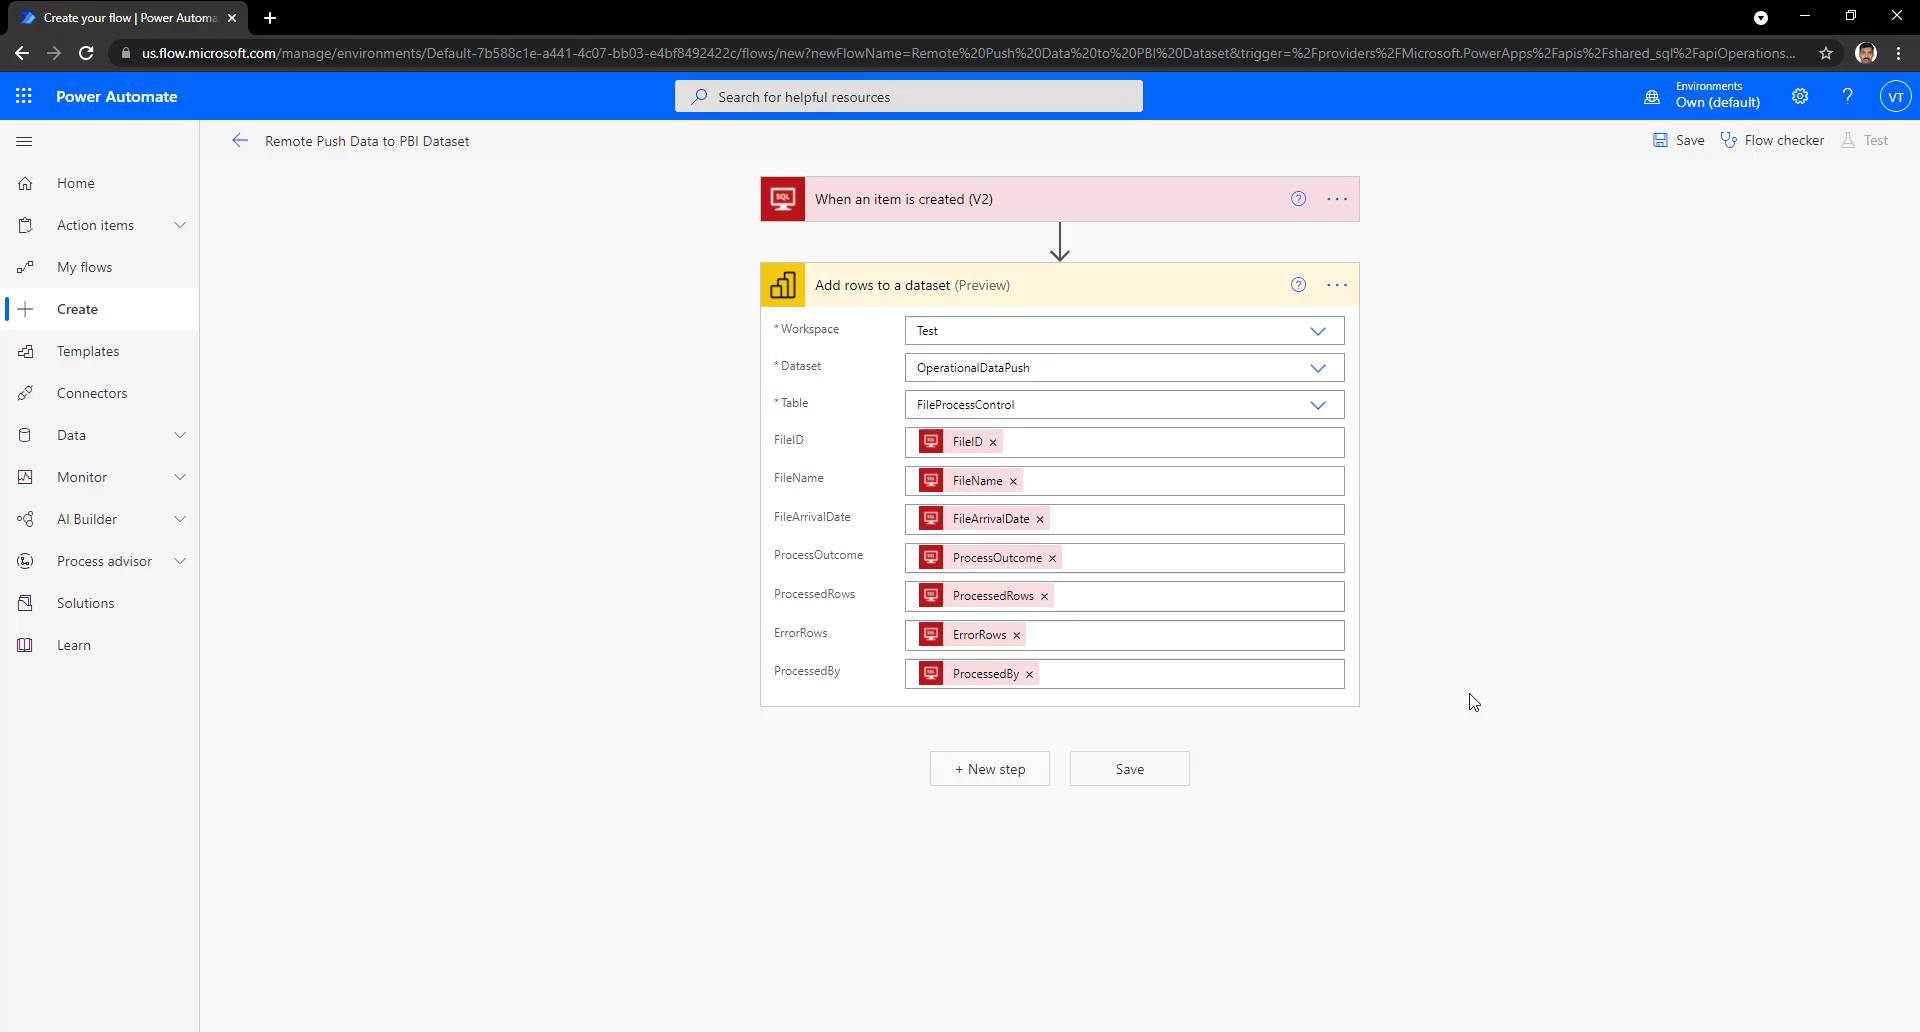 Create your flow | Power Automa
us.flow.microsoft.com/manage/environments/Default-7b588c1e-a441-4c07-bb03-e4bf8492422c/flows/new?newFlowName=Remote%20Push%20Data%20to%20PBI%20Dataset&trigger=%2Fproviders%2FMicrosoft.PowerApps%2Fapis%2Fshared_sql%2FapiOperations...
Power Automate
Search for helpful resources
Environments
Own (default)
VT
Remote Push Data to PBI Dataset
Save
Flow checker
Test
Home
Action items
My flows
Create
Templates
Connectors
Data
Monitor
AI Builder
Process advisor
Solutions
Learn
SQL When an item is created (V2)
Add rows to a dataset (Preview)
* Workspace Test
* Dataset OperationalDataPush
* Table FileProcessControl
FileID FileID
FileName FileName
FileArrivalDate FileArrivalDate
ProcessOutcome ProcessOutcome
ProcessedRows ProcessedRows
ErrorRows ErrorRows
ProcessedBy ProcessedBy
+ New step
Save